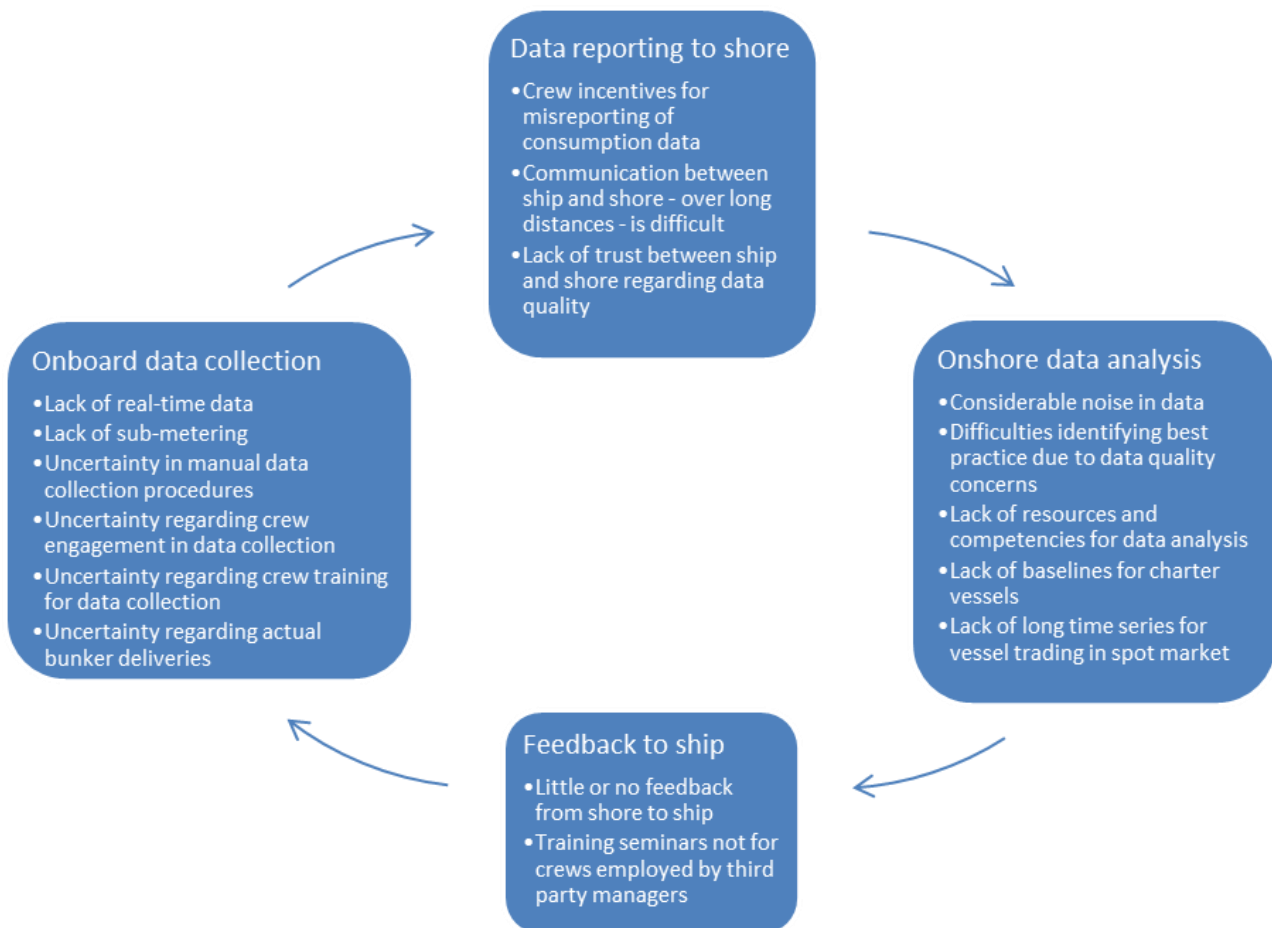 Data reporting to shore
•Crew incentives for
misreporting of
consumption data
•Communication between
ship and shore - over long
distances - is difficult
•Lack of trust between ship
and shore regarding data
quality
Onshore data analysis
•Considerable noise in data
•Difficulties identifying best
practice due to data quality
concerns
•Lack of resources and
competencies for data analysis
•Lack of baselines for charter
vessels
•Lack of long time series for
vessel trading in spot market
Feedback to ship
•Little or no feedback
from shore to ship
•Training seminars not for
crews employed by third
party managers
Onboard data collection
•Lack of real-time data
•Lack of sub-metering
•Uncertainty in manual data
collection procedures
•Uncertainty regarding crew
engagement in data collection
•Uncertainty regarding crew training
for data collection
•Uncertainty regarding actual
bunker deliveries